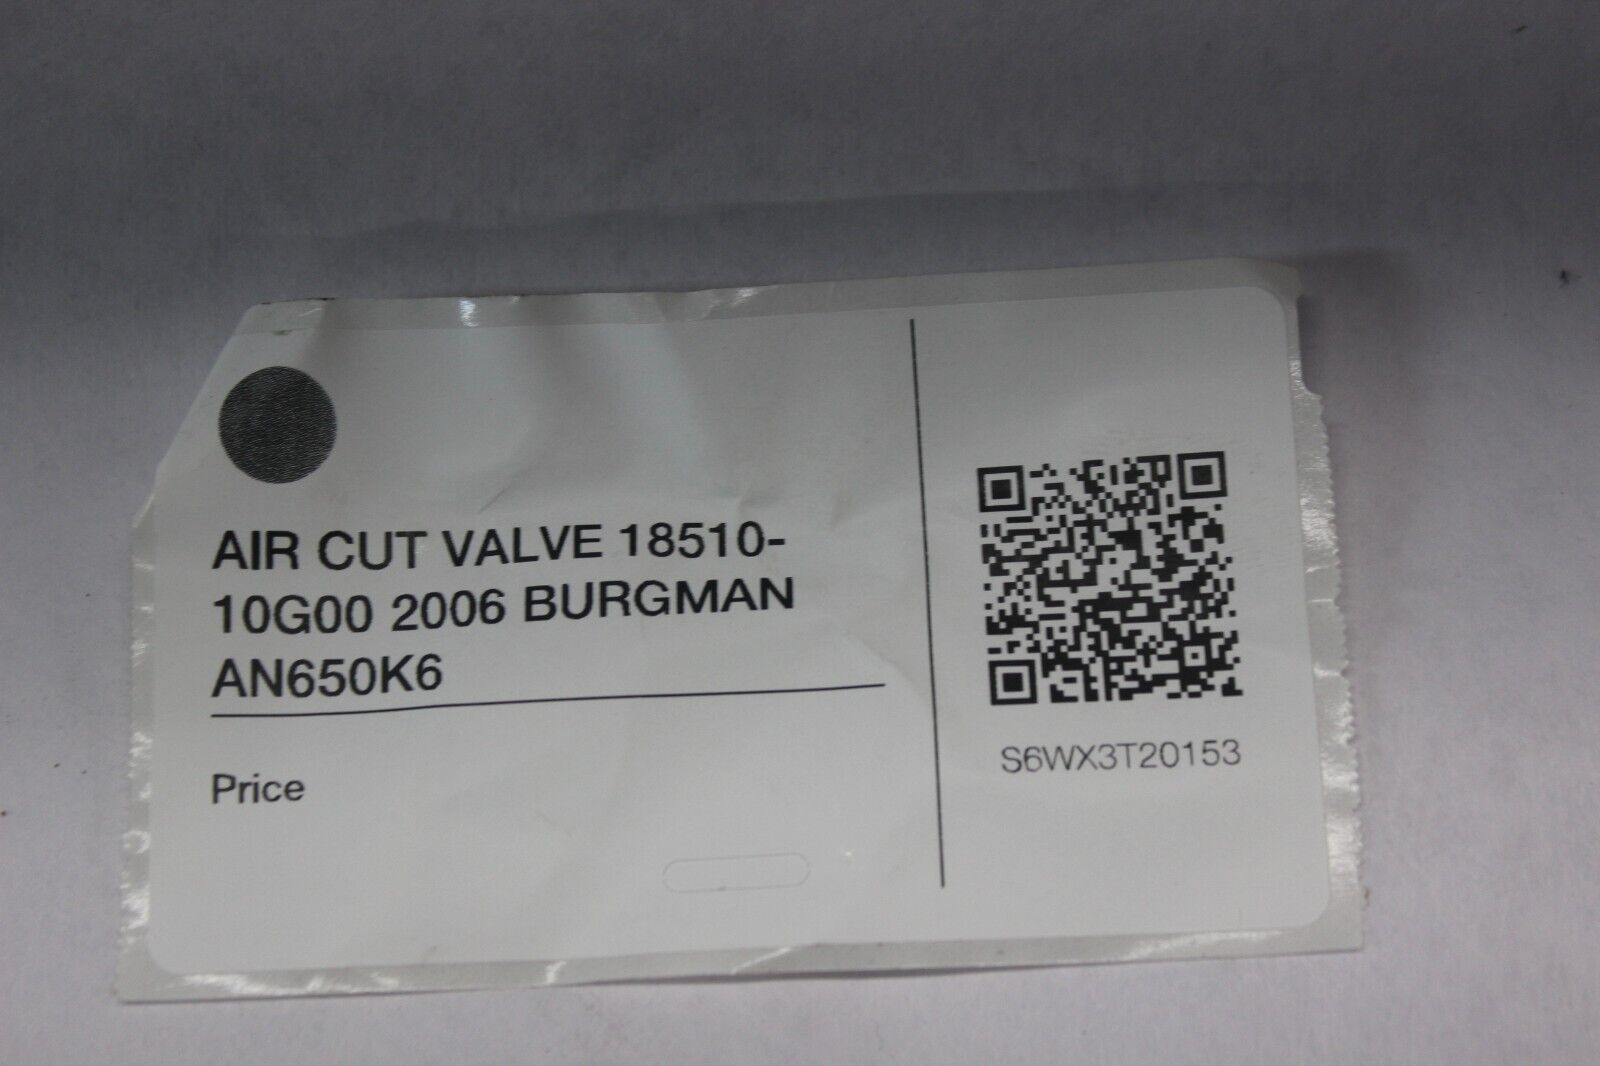 AIR CUT VALVE 18510-
10G00 2006 BURGMAN
AN650K6
Price
S6WX3T20153